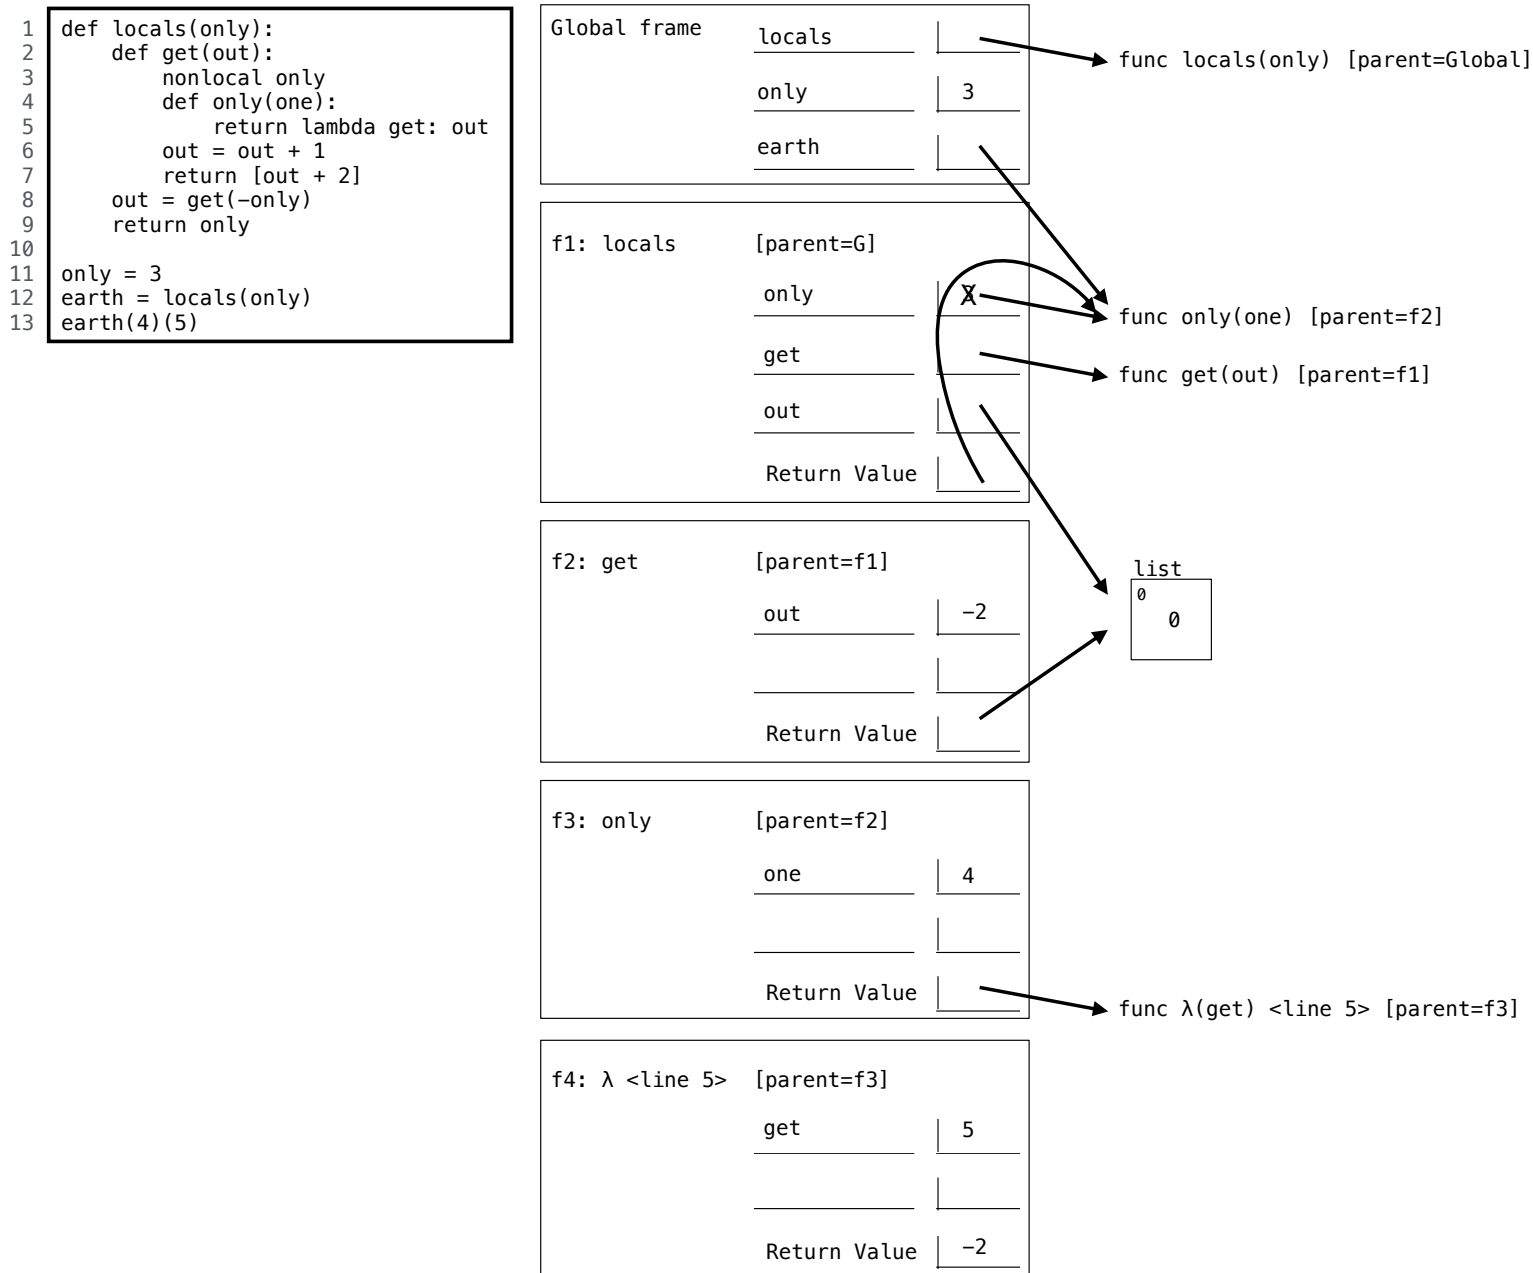 1 def locals(only):
2     def get(out):
3         nonlocal only
4         def only(one):
5             return lambda get: out
6         out = out + 1
7         return [out + 2]
8     out = get(−only)
9     return only
10
11 only = 3
12 earth = locals(only)
13 earth(4)(5)
Global frame
locals
func locals(only) [parent=Global]
only 3
earth
f1: locals [parent=G]
only 3
func only(one) [parent=f2]
get
func get(out) [parent=f1]
out
Return Value
f2: get [parent=f1]
list
0
0
out −2
Return Value
f3: only [parent=f2]
one 4
Return Value
func λ(get) <line 5> [parent=f3]
f4: λ <line 5> [parent=f3]
get 5
Return Value −2